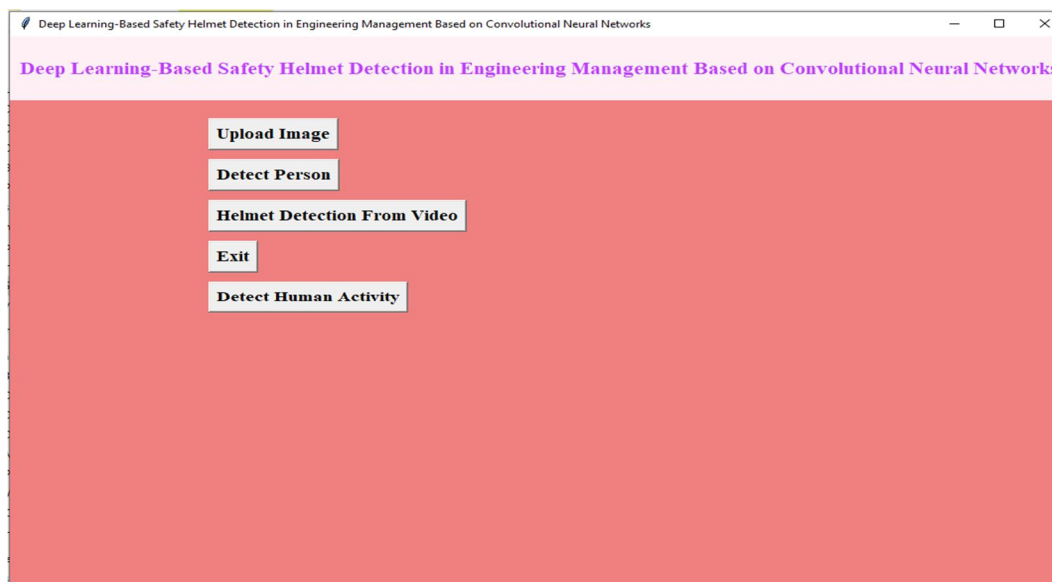 Deep Learning-Based Safety Helmet Detection in Engineering Management Based on Convolutional Neural Networks
Deep Learning-Based Safety Helmet Detection in Engineering Management Based on Convolutional Neural Networks
Upload Image
Detect Person
Helmet Detection From Video
Exit
Detect Human Activity